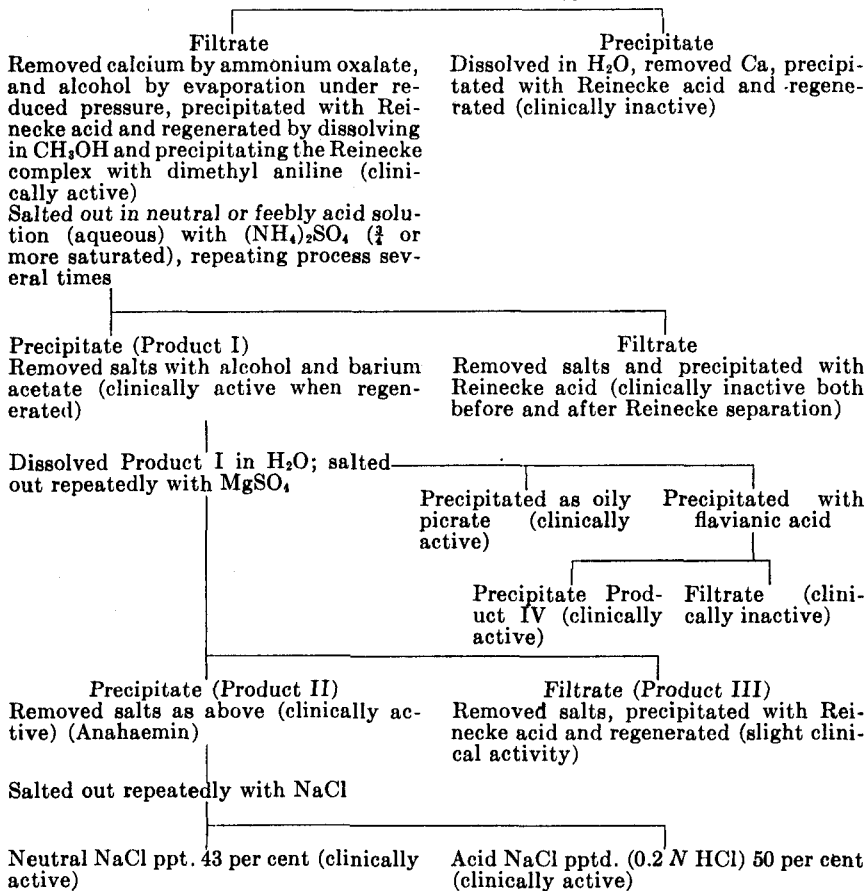 Filtrate
Removed calcium by ammonium oxalate,
and alcohol by evaporation under re-
duced pressure, precipitated with Rei-
necke acid and regenerated by dissolving
in CH₃OH and precipitating the Reinecke
complex with dimethyl aniline (clini-
cally active)
Salted out in neutral or feebly acid solu-
tion (aqueous) with (NH₄)₂SO₄ (¾ or
more saturated), repeating process sev-
eral times
Precipitate
Dissolved in H₂O, removed Ca, precipi-
tated with Reinecke acid and regene-
rated (clinically inactive)
Precipitate (Product I)
Removed salts with alcohol and barium
acetate (clinically active when regen-
erated)
Filtrate
Removed salts and precipitated with
Reinecke acid (clinically inactive both
before and after Reinecke separation)
Dissolved Product I in H₂O; salted
out repeatedly with MgSO₄
Precipitated as oily
picrate (clinically
active)
Precipitated with
flavianic acid
Precipitate Prod-
uct IV (clinically
active)
Filtrate (clini-
cally inactive)
Precipitate (Product II)
Removed salts as above (clinically ac-
tive) (Anahaemin)
Filtrate (Product III)
Removed salts, precipitated with Rei-
necke acid and regenerated (slight clini-
cal activity)
Salted out repeatedly with NaCl
Neutral NaCl ppt. 43 per cent (clinically
active)
Acid NaCl pptd. (0.2 N HCl) 50 per cent
(clinically active)